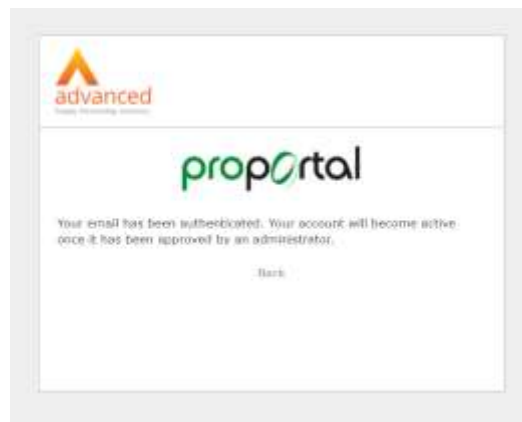 advanced
proportal
Your email has been authenticated. Your account will become active
once it has been approved by an administrator.
Back